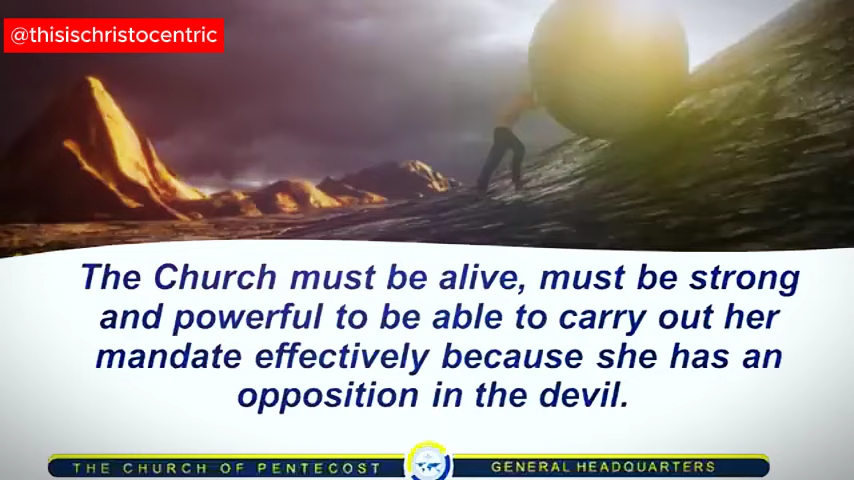 @thisischristocentric
The Church must be alive, must be strong
and powerful to be able to carry out her
mandate effectively because she has an
opposition in the devil.
THE CHURCH OF PENTECOST
GENERAL HEADQUARTERS